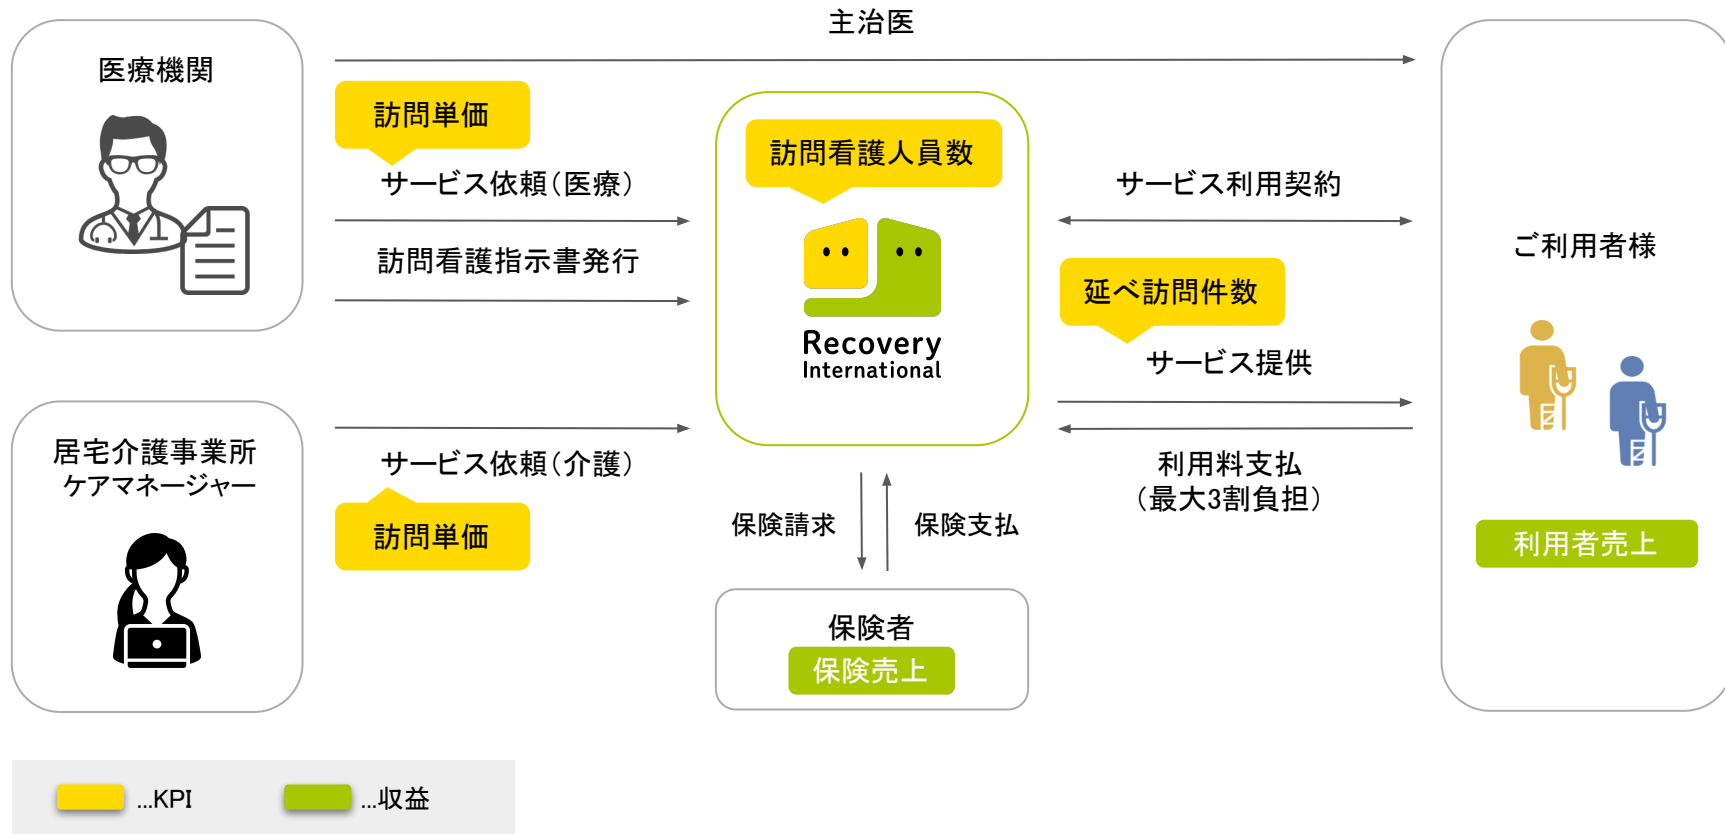 主治医
医療機関
訪問単価
サービス依頼（医療）
訪問看護指示書発行
訪問看護人員数
Recovery
International
サービス利用契約
延べ訪問件数
サービス提供
ご利用者様
居宅介護事業所
ケアマネージャー
サービス依頼（介護）
訪問単価
利用料支払
（最大3割負担）
保険請求
保険支払
利用者売上
保険者
保険売上
...KPI
...収益